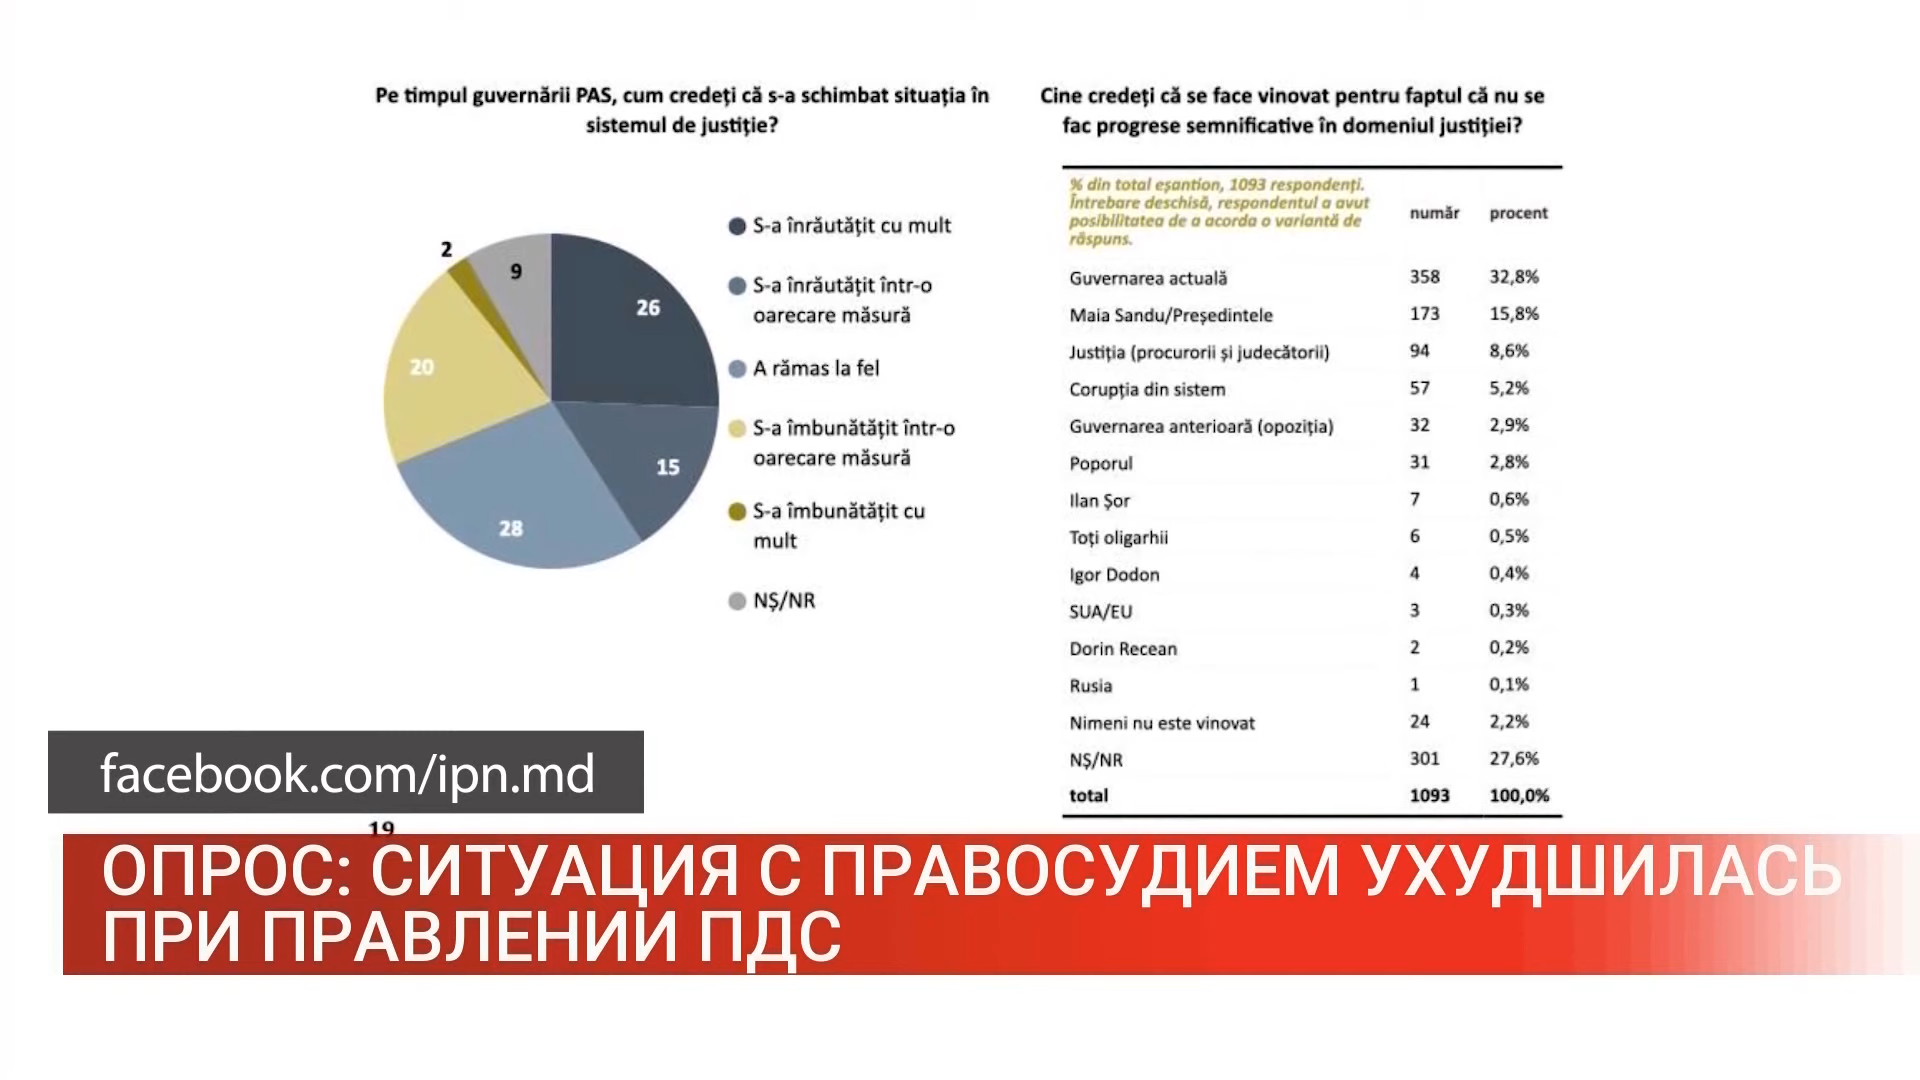 Pe timpul guvernării PAS, cum credeți că s-a schimbat situația în
sistemul de justiție?
26
15
28
20
2
9
S-a înrăutățit cu mult
S-a înrăutățit într-o
oarecare măsură
A rămas la fel
S-a îmbunătățit într-o
oarecare măsură
S-a îmbunătățit cu
mult
NȘ/NR
Cine credeți că se face vinovat pentru faptul că nu se
fac progrese semnificative în domeniul justiției?
% din total eșantion, 1093 respondenți.
Întrebare deschisă, respondentul a avut
posibilitatea de a acorda o variantă de
răspuns.
număr procent
Guvernarea actuală 358 32,8%
Maia Sandu/Președintele 173 15,8%
Justiția (procurorii și judecătorii) 94 8,6%
Corupția din sistem 57 5,2%
Guvernarea anterioară (opoziția) 32 2,9%
Poporul 31 2,8%
Ilan Șor 7 0,6%
Toți oligarhii 6 0,5%
Igor Dodon 4 0,4%
SUA/EU 3 0,3%
Dorin Recean 2 0,2%
Rusia 1 0,1%
Nimeni nu este vinovat 24 2,2%
NȘ/NR 301 27,6%
total 1093 100,0%
facebook.com/ipn.md
19
ОПРОС: СИТУАЦИЯ С ПРАВОСУДИЕМ УХУДШИЛАСЬ
ПРИ ПРАВЛЕНИИ ПДС